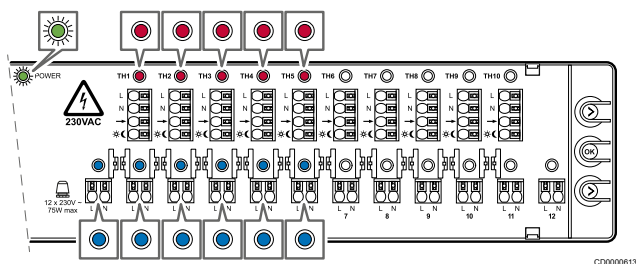 POWER
TH1 TH2 TH3 TH4 TH5 TH6 TH7 TH8 TH9 TH10
L L L L L L L L L L
N N N N N N N N N N
230VAC
OK
12 x 230V ~
75W max
L N L N L N L N L N L N L N L N L N L N L N L N
7 8 9 10 11 12
CD0000613